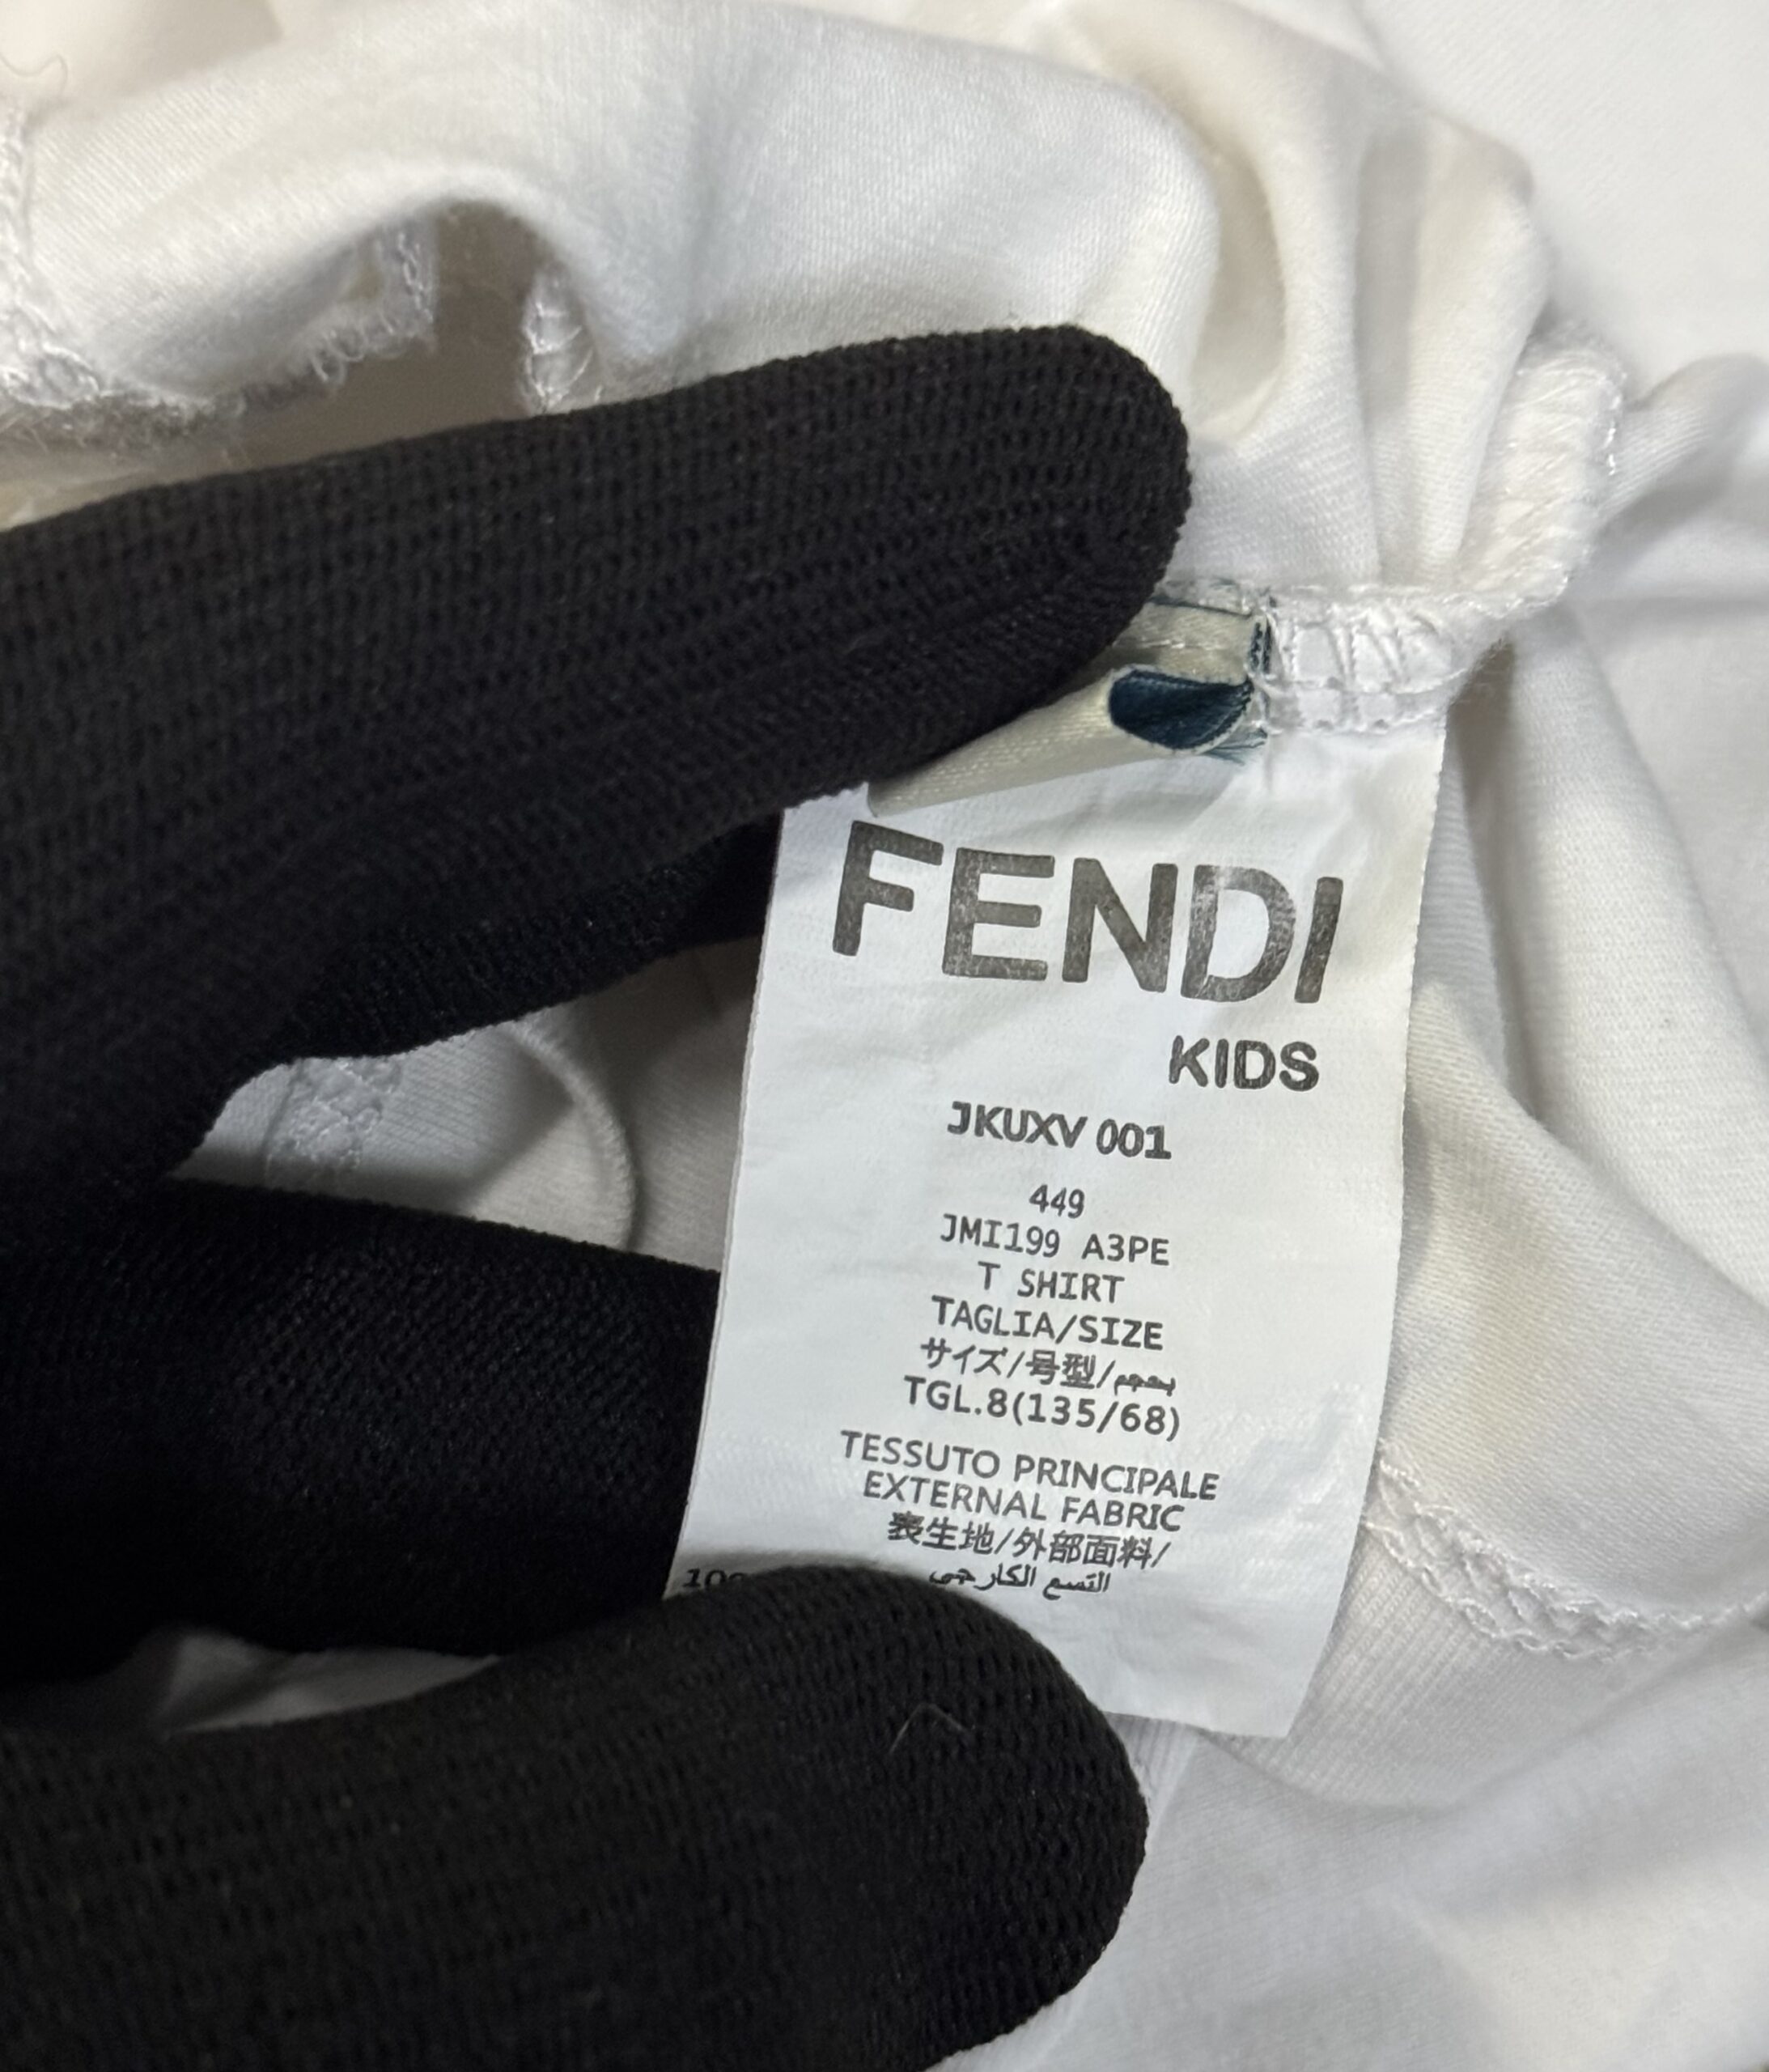 FENDI
KIDS
JKUXV 001
449
JMI199 A3PE
T SHIRT
TAGLIA/SIZE
サイズ/号型/بحجم
TGL.8(135/68)
TESSUTO PRINCIPALE
EXTERNAL FABRIC
表生地/外部面料/
التسع الكارجى